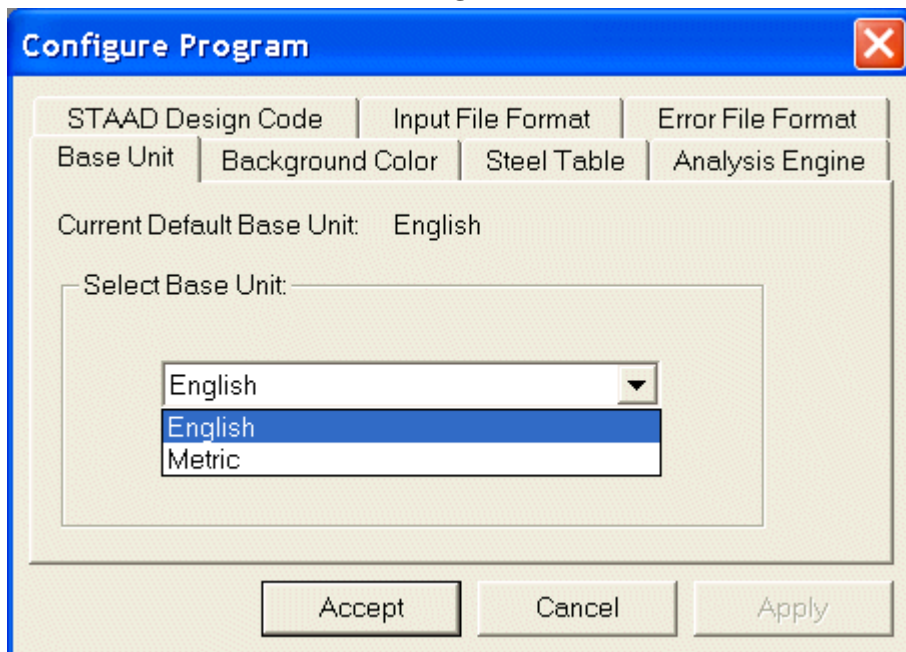 Configure Program
STAAD Design Code Input File Format Error File Format
Base Unit Background Color Steel Table Analysis Engine
Current Default Base Unit: English
Select Base Unit:
English
English
Metric
Accept Cancel Apply